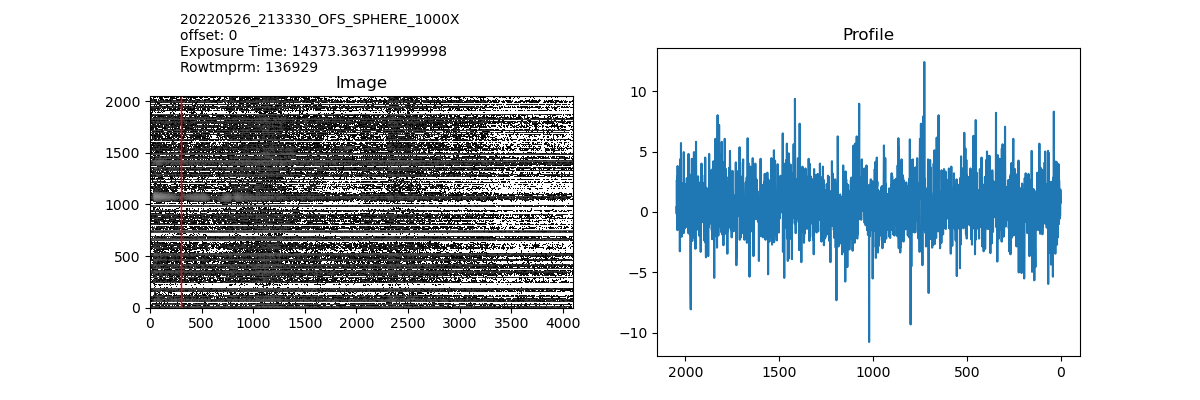 20220526_213330_OFS_SPHERE_1000X
offset: 0
Exposure Time: 14373.363711999998
Rowtmprm: 136929
Image
2000
1500
1000
500
0
0 500 1000 1500 2000 2500 3000 3500 4000
Profile
10
5
0
−5
−10
2000 1500 1000 500 0